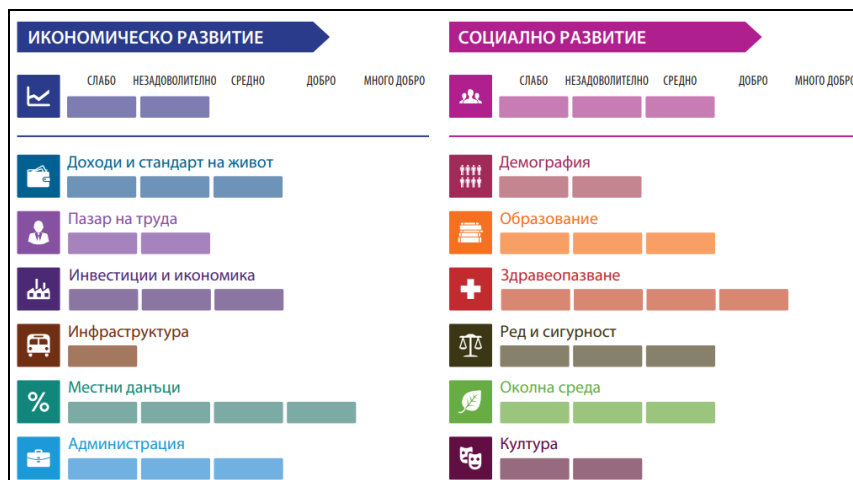 ИКОНОМИЧЕСКО РАЗВИТИЕ
СЛАБО НЕЗАДОВОЛИТЕЛНО СРЕДНО ДОБРО МНОГО ДОБРО
Доходи и стандарт на живот
Пазар на труда
Инвестиции и икономика
Инфраструктура
%
Местни данъци
Администрация
СОЦИАЛНО РАЗВИТИЕ
СЛАБО НЕЗАДОВОЛИТЕЛНО СРЕДНО ДОБРО МНОГО ДОБРО
Демография
Образование
Здравеопазване
Ред и сигурност
Околна среда
Култура